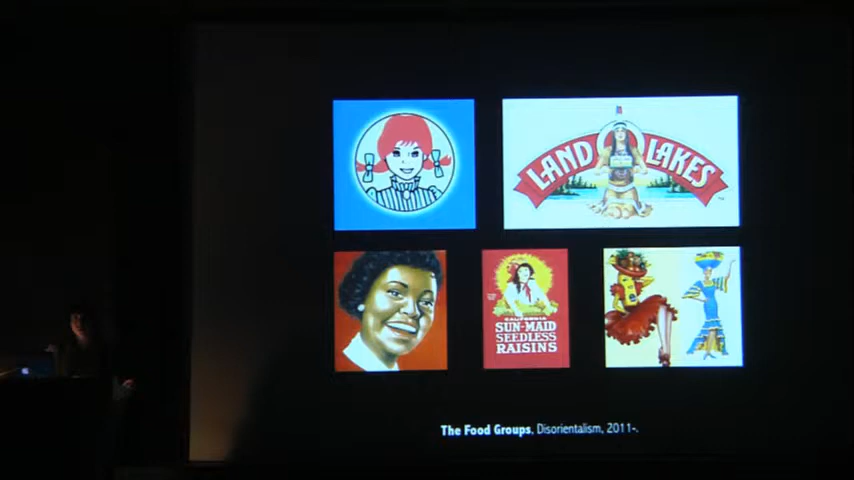 LAND O LAKES
CALIFORNIA
SUN-MAID
SEEDLESS
RAISINS
The Food Groups, Disorientalism, 2011-.